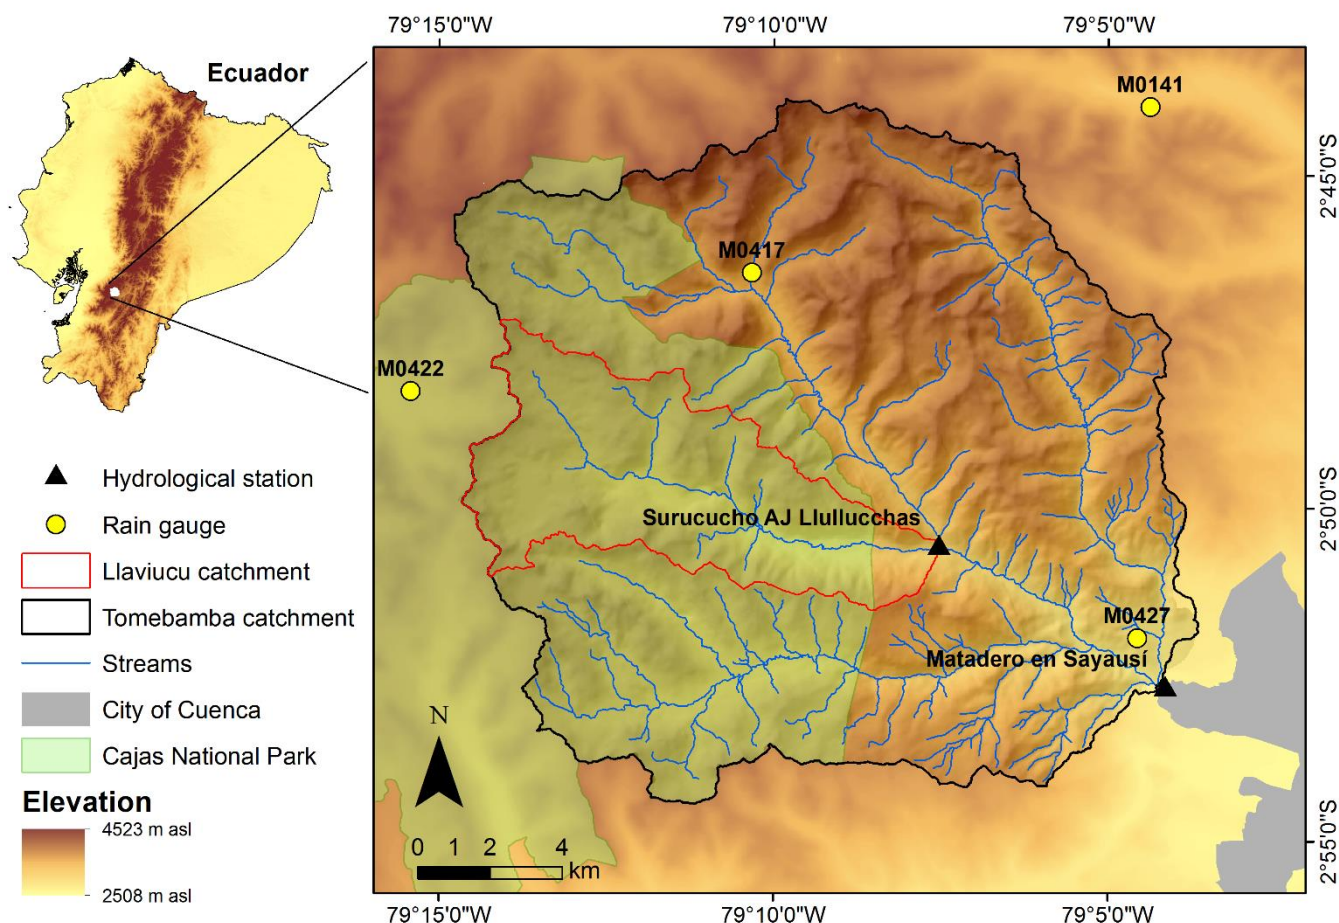 79°15'0"W
79°10'0"W
79°5'0"W
Ecuador
M0141
2°45'0"S
M0417
M0422
Hydrological station
Rain gauge
Surucucho AJ Llullucchas
2°50'0"S
Llaviucu catchment
Tomebamba catchment
M0427
Streams
Matadero en Sayausí
City of Cuenca
N
Cajas National Park
Elevation
4523 m asl
2508 m asl
0 1 2 4
km
2°55'0"S
79°15'0"W
79°10'0"W
79°5'0"W